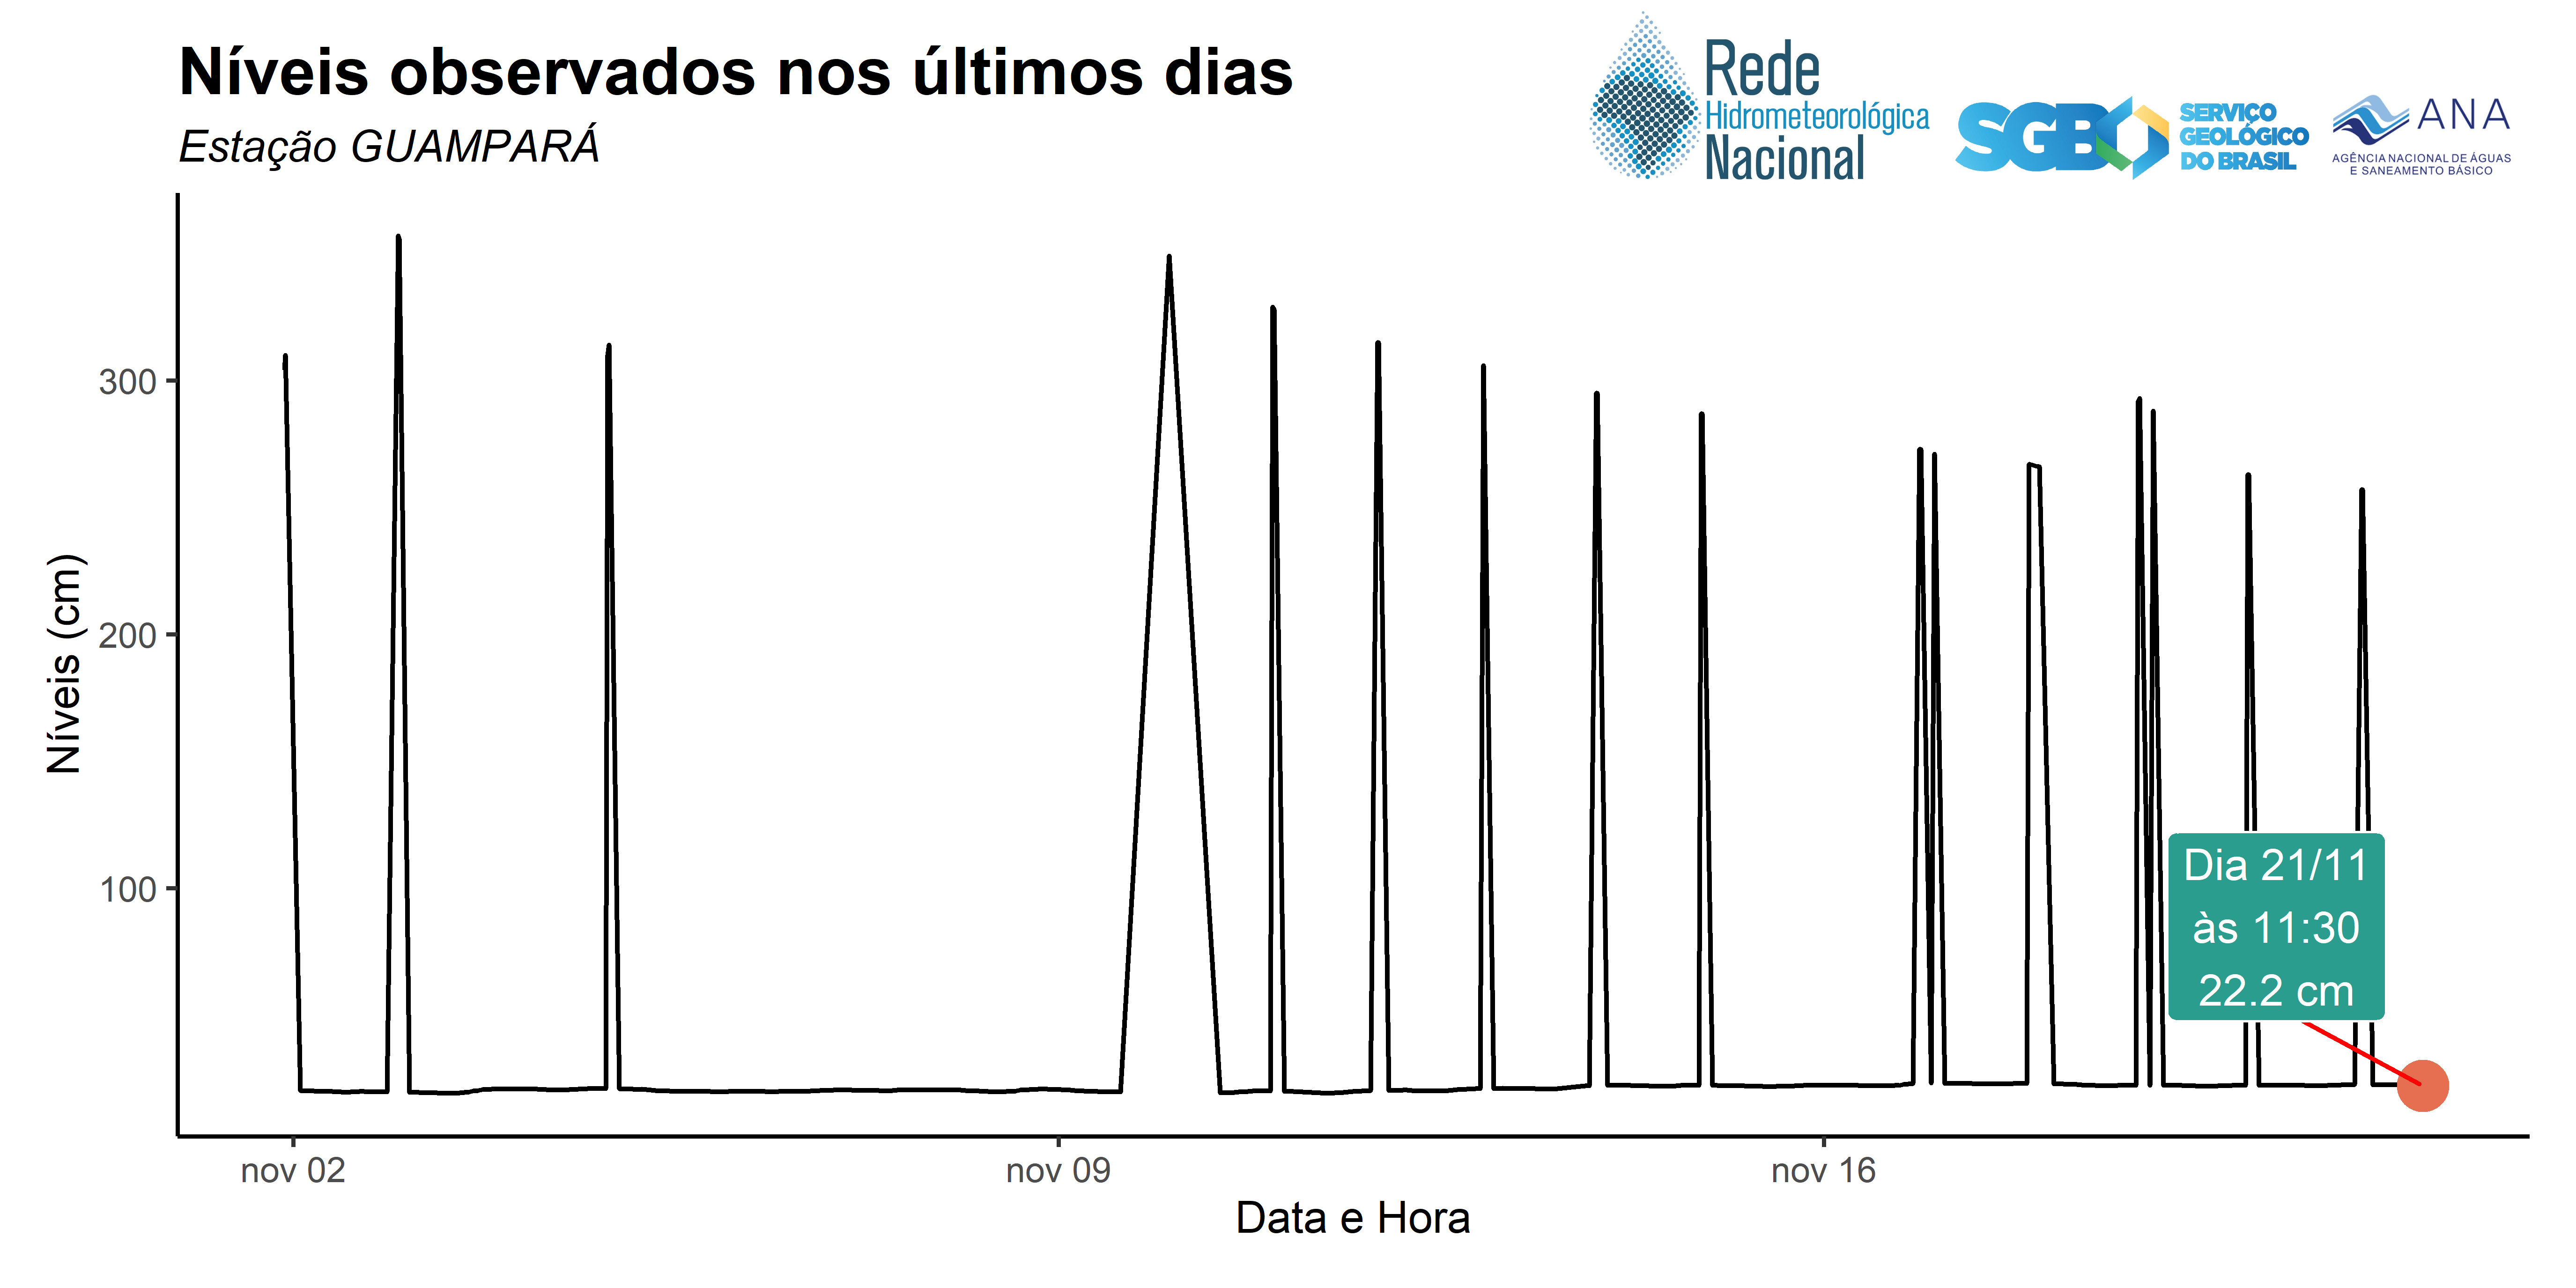 Níveis observados nos últimos dias
Estação GUAMPARÁ
Rede
Hidrometeorológica
Nacional
SGB
SERVIÇO
GEOLÓGICO
DO BRASIL
ANA
AGÊNCIA NACIONAL DE ÁGUAS
E SANEAMENTO BÁSICO
Níveis (cm)
300
200
100
Dia 21/11
às 11:30
22.2 cm
nov 02
nov 09
nov 16
Data e Hora